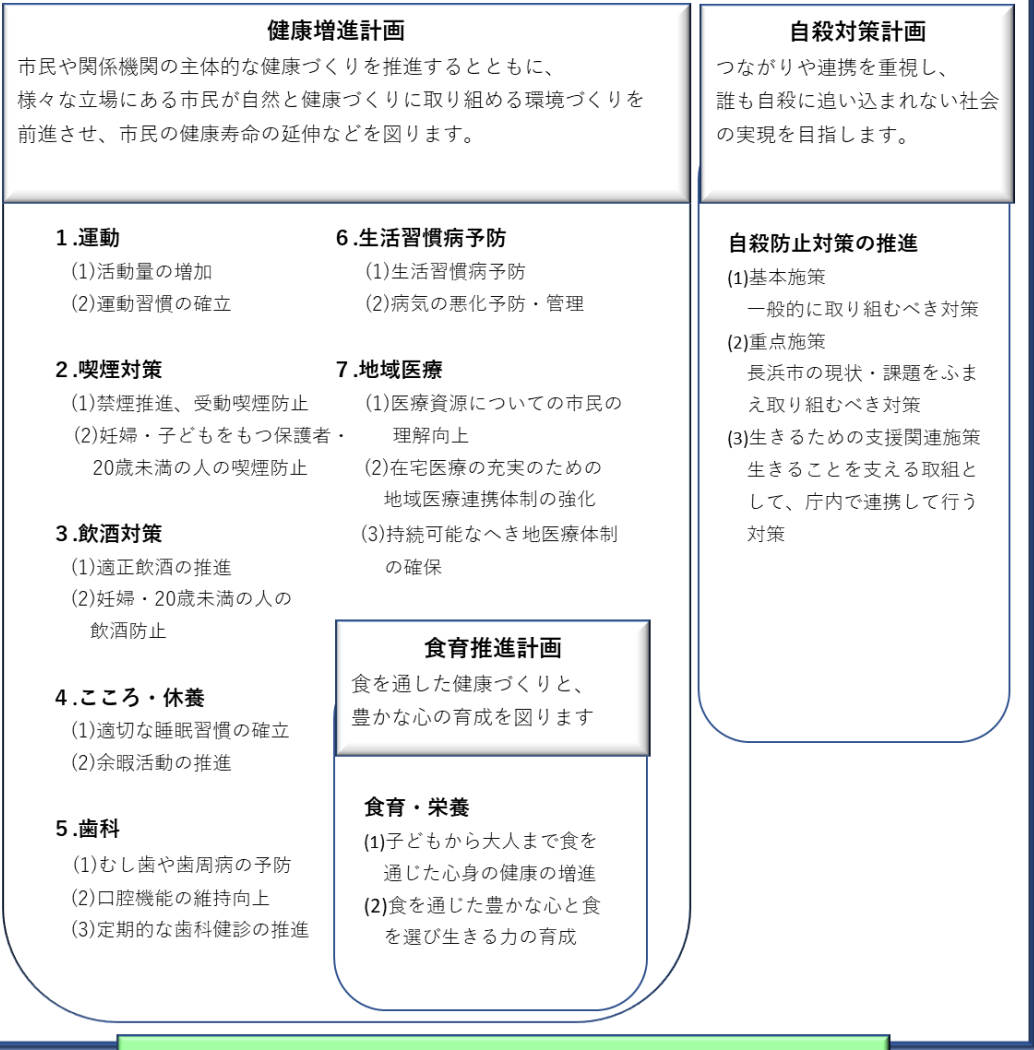 健康増進計画
市民や関係機関の主体的な健康づくりを推進するとともに、
様々な立場にある市民が自然と健康づくりに取り組める環境づくりを
前進させ、市民の健康寿命の延伸などを図ります。
1.運動
(1)活動量の増加
(2)運動習慣の確立
2.喫煙対策
(1)禁煙推進、受動喫煙防止
(2)妊婦・子どもをもつ保護者・
20歳未満の人の喫煙防止
3.飲酒対策
(1)適正飲酒の推進
(2)妊婦・20歳未満の人の
飲酒防止
4.こころ・休養
(1)適切な睡眠習慣の確立
(2)余暇活動の推進
5.歯科
(1)むし歯や歯周病の予防
(2)口腔機能の維持向上
(3)定期的な歯科健診の推進
6.生活習慣病予防
(1)生活習慣病予防
(2)病気の悪化予防・管理
7.地域医療
(1)医療資源についての市民の
理解向上
(2)在宅医療の充実のための
地域医療連携体制の強化
(3)持続可能なへき地医療体制
の確保
食育推進計画
食を通した健康づくりと、
豊かな心の育成を図ります
食育・栄養
(1)子どもから大人まで食を
通じた心身の健康の増進
(2)食を通じた豊かな心と食
を選び生きる力の育成
自殺対策計画
つながりや連携を重視し、
誰も自殺に追い込まれない社会
の実現を目指します。
自殺防止対策の推進
(1)基本施策
一般的に取り組むべき対策
(2)重点施策
長浜市の現状・課題をふま
え取り組むべき対策
(3)生きるための支援関連施策
生きることを支える取組と
して、庁内で連携して行う
対策